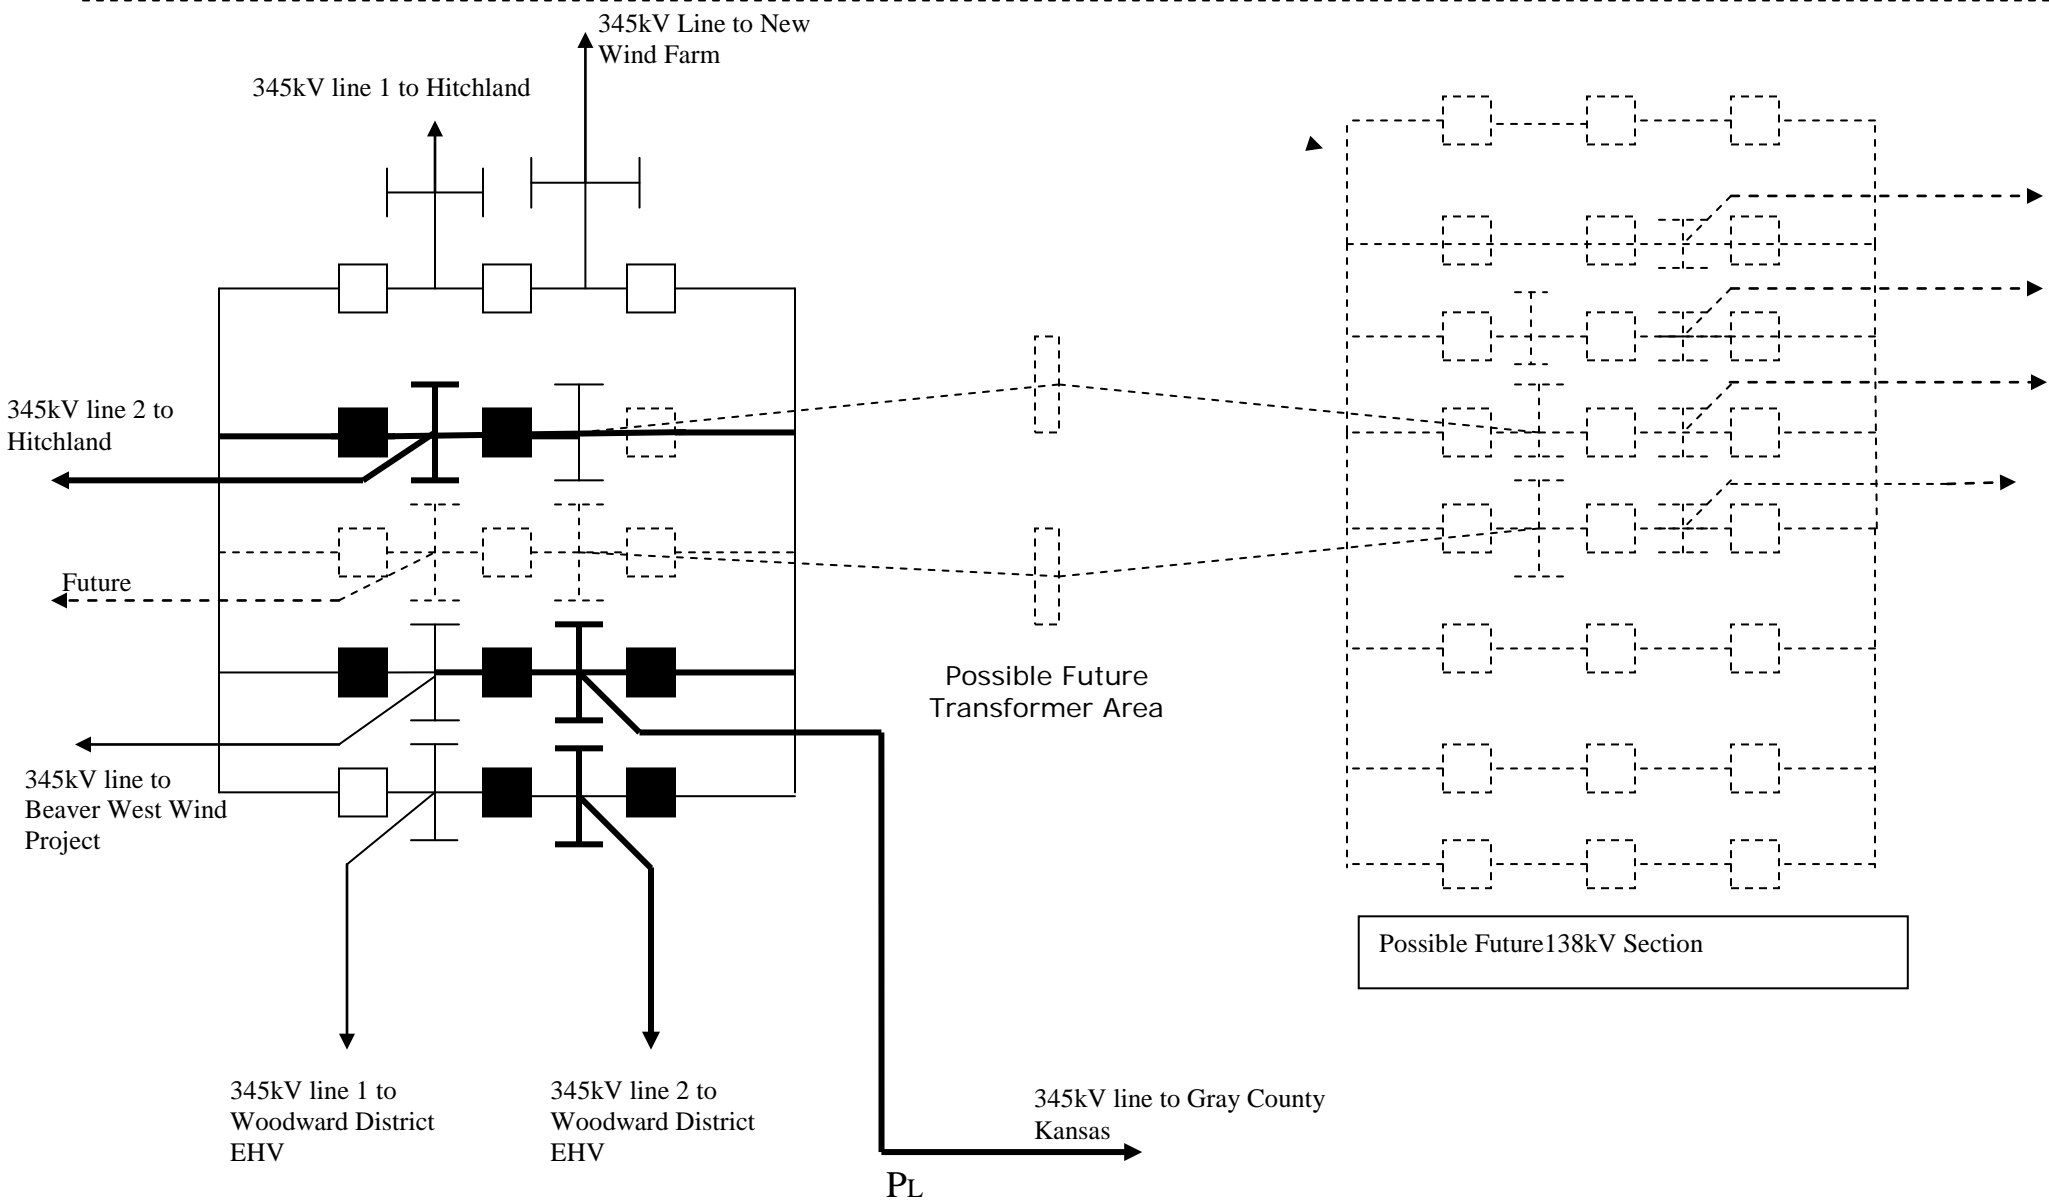 345kV Line to New
Wind Farm
345kV line 1 to Hitchland
345kV line 2 to
Hitchland
Future
Possible Future
Transformer Area
345kV line to
Beaver West Wind
Project
Possible Future138kV Section
345kV line 1 to
Woodward District
EHV
345kV line 2 to
Woodward District
EHV
345kV line to Gray County
Kansas
PL